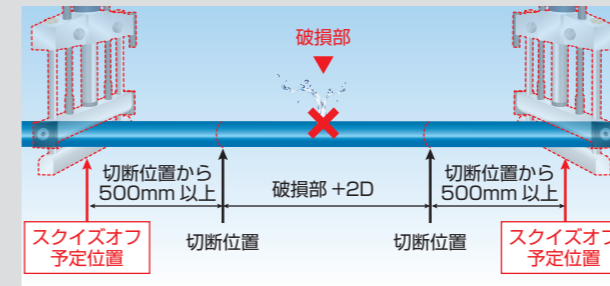 破損部
切断位置から
500mm 以上
破損部+2D
切断位置から
500mm 以上
スクイズオフ
予定位置
切断位置
切断位置
スクイズオフ
予定位置